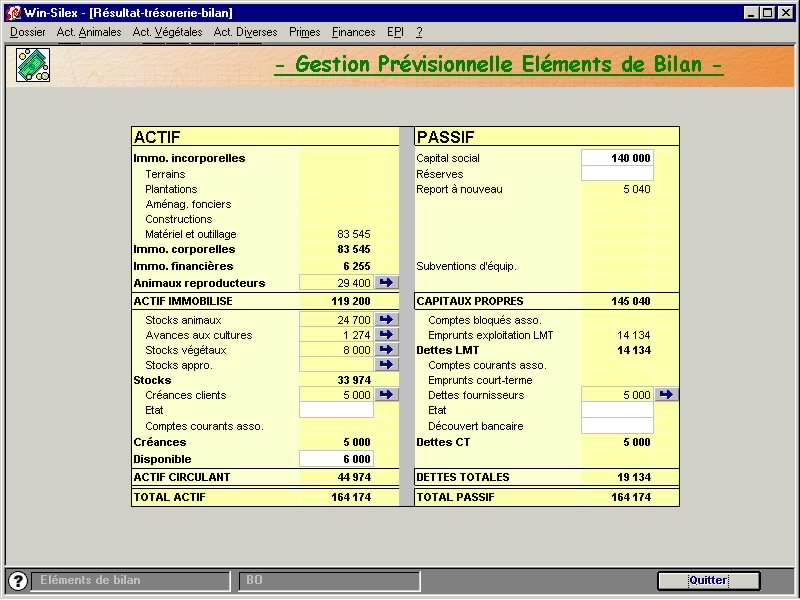 Win-Silex - [Résultat-trésorerie-bilan]
Dossier Act. Animales Act. Végétales Act. Diverses Primes Finances EPI ?
- Gestion Prévisionnelle Eléments de Bilan -
ACTIF
Immo. incorporelles
Terrains
Plantations
Aménag. fonciers
Constructions
Matériel et outillage 83 545
Immo. corporelles 83 545
Immo. financières 6 255
Animaux reproducteurs 29 400
ACTIF IMMOBILISE 119 200
Stocks animaux 24 700
Avances aux cultures 1 274
Stocks végétaux 8 000
Stocks appro.
Stocks 33 974
Créances clients 5 000
Etat
Comptes courants asso.
Créances 5 000
Disponible 6 000
ACTIF CIRCULANT 44 974
TOTAL ACTIF 164 174
PASSIF
Capital social 140 000
Réserves
Report à nouveau 5 040
Subventions d'équip.
CAPITAUX PROPRES 145 040
Comptes bloqués asso.
Emprunts exploitation LMT 14 134
Dettes LMT 14 134
Comptes courants asso.
Emprunts court-terme
Dettes fournisseurs 5 000
Etat
Découvert bancaire
Dettes CT 5 000
DETTES TOTALES 19 134
TOTAL PASSIF 164 174
? Eléments de bilan BO Quitter